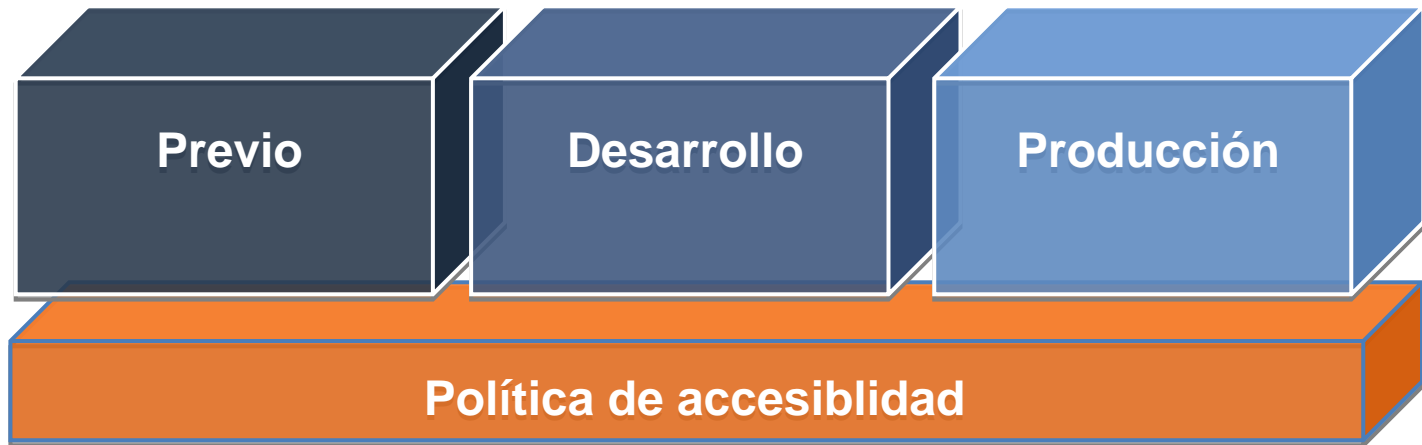 Previo
Desarrollo
Producción
Política de accesiblidad